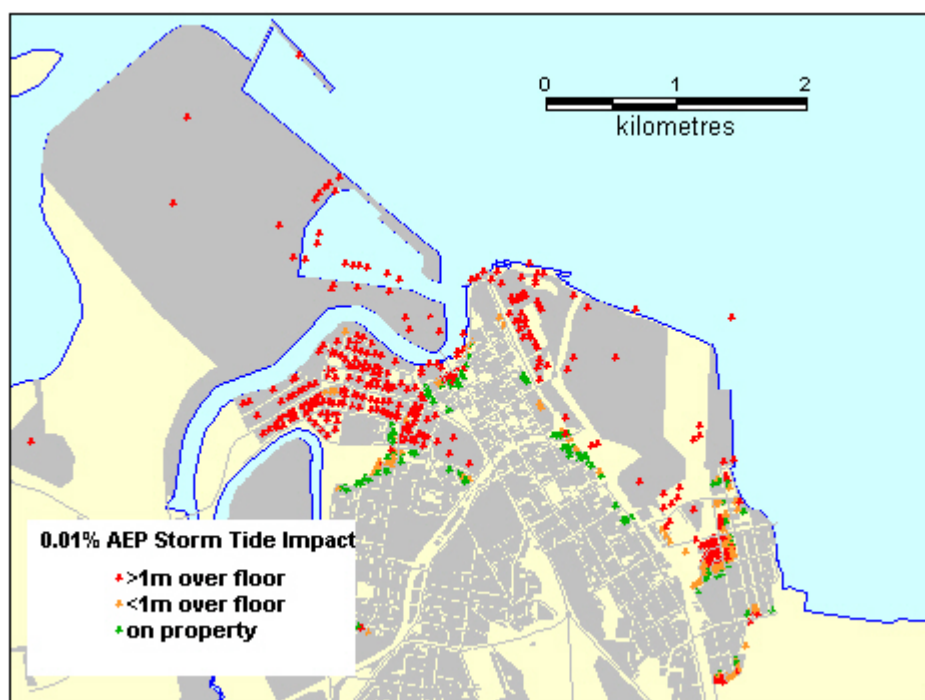 0 1 2
kilometres
0.01% AEP Storm Tide Impact
>1m over floor
<1m over floor
on property